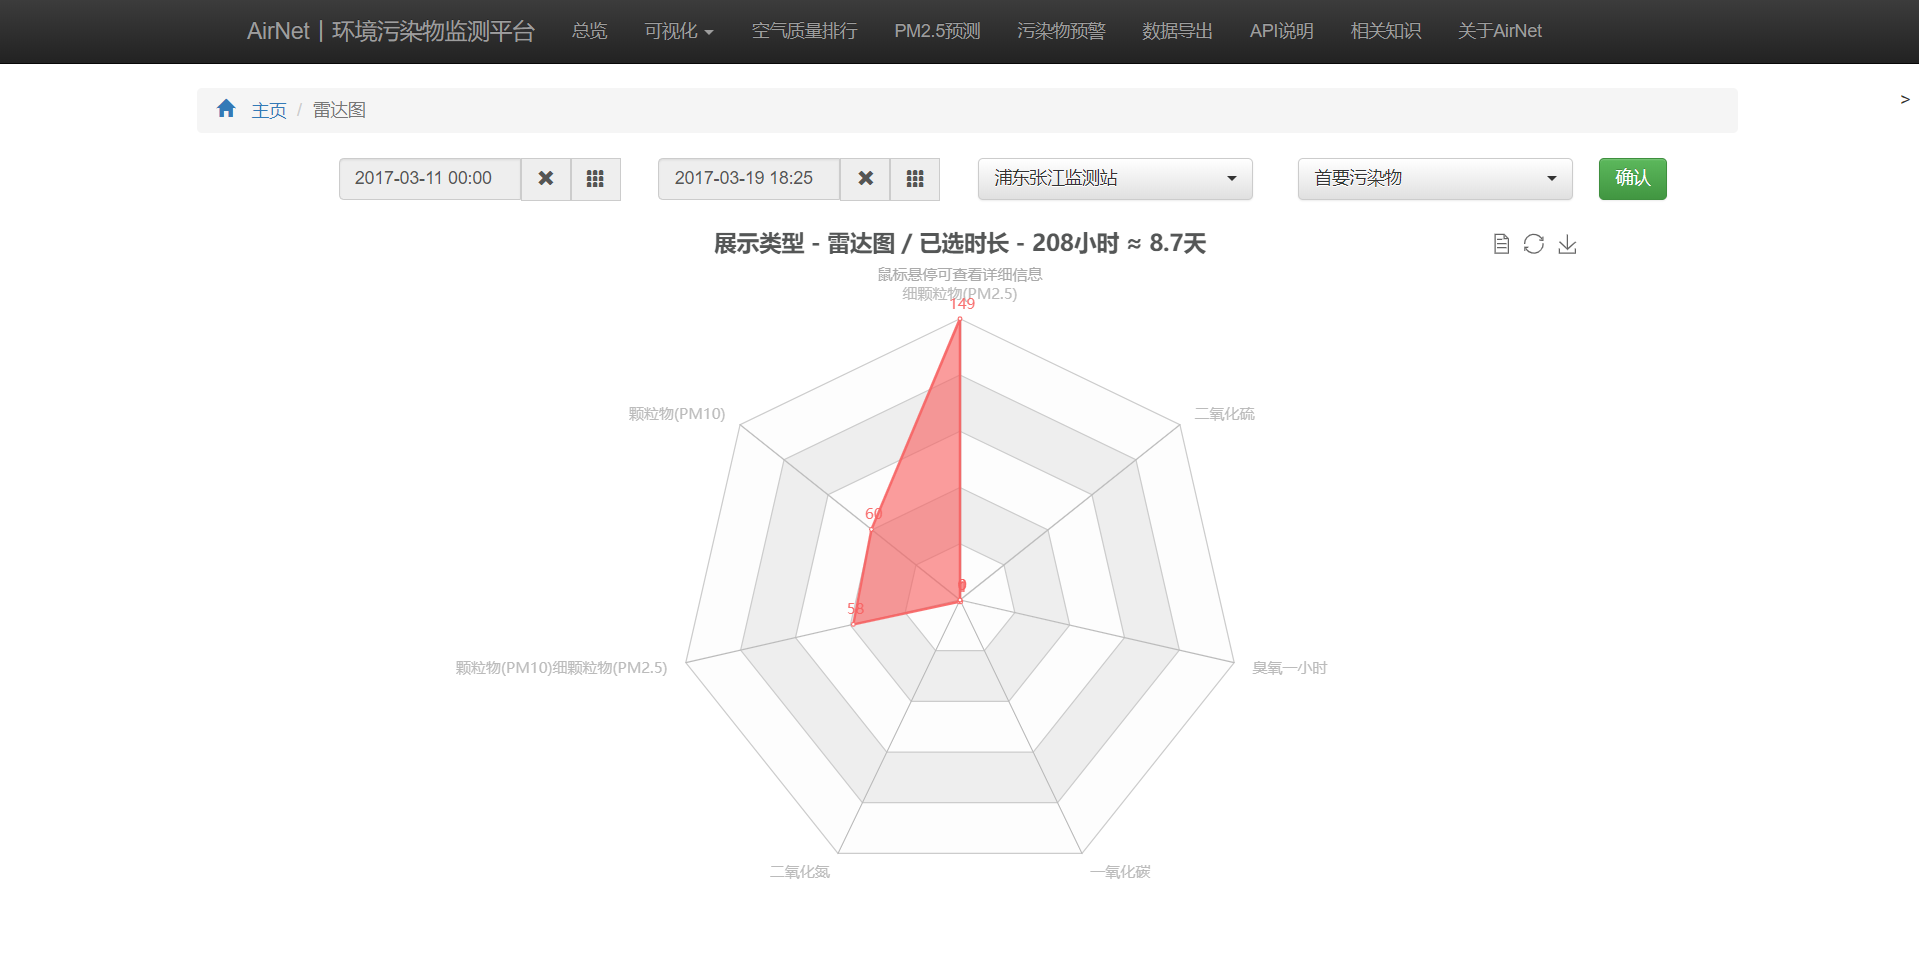 AirNet | 环境污染物监测平台 总览 可视化 空气质量排行 PM2.5预测 污染物预警 数据导出 API说明 相关知识 关于AirNet
>
主页 / 雷达图
2017-03-11 00:00 2017-03-19 18:25 浦东张江监测站 首要污染物 确认
展示类型 - 雷达图 / 已选时长 - 208小时 ≈ 8.7天
鼠标悬停可查看详细信息
细颗粒物(PM2.5)
149
颗粒物(PM10) 二氧化硫
60
58
颗粒物(PM10)细颗粒物(PM2.5) 臭氧一小时
二氧化氮 一氧化碳